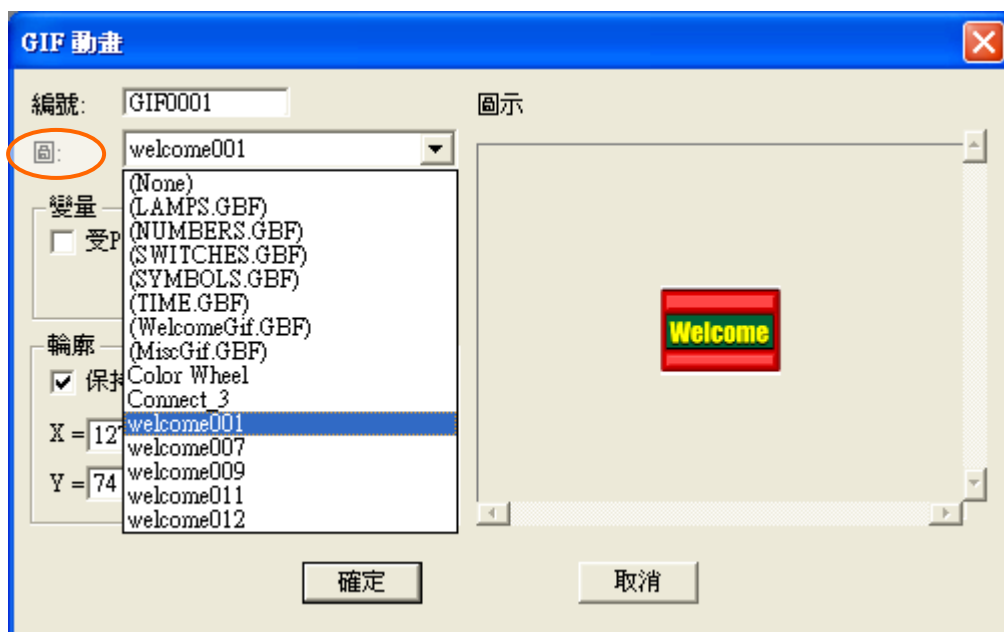 GIF 動畫
編號:
GIF0001
圖示
圖:
welcome001
(None)
(LAMPS.GBF)
(NUMBERS.GBF)
(SWITCHES.GBF)
(SYMBOLS.GBF)
(TIME.GBF)
(WelcomeGif.GBF)
(MiscGif.GBF)
Color Wheel
Connect_3
welcome001
welcome007
welcome009
welcome011
welcome012
變量
受P
輪廓
保持
X = 127
Y = 74
Welcome
確定
取消